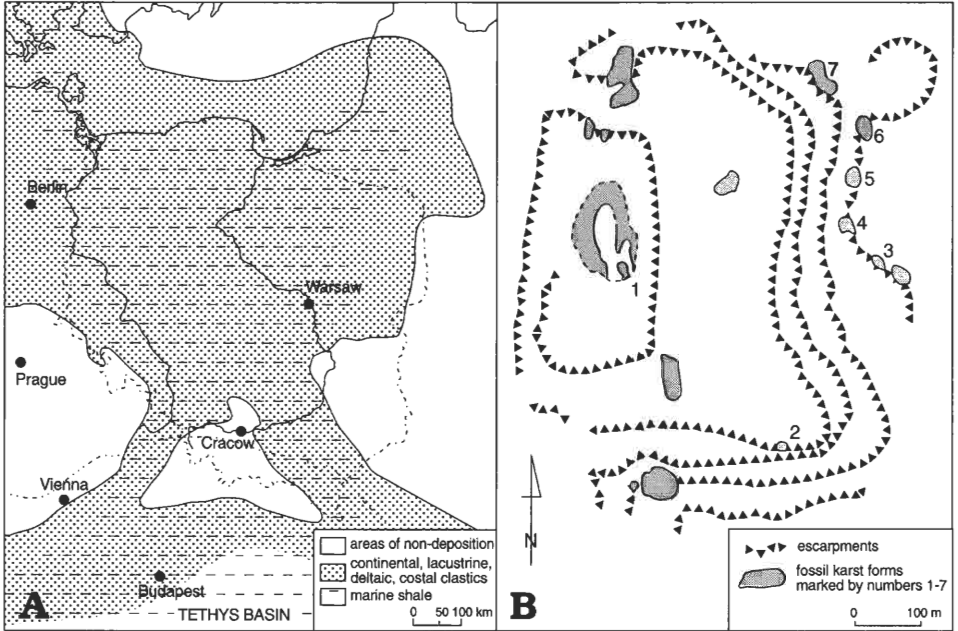 Berlin
Warsaw
Prague
Cracow
Vienna
Budapest
TETHYS BASIN
A
areas of non-deposition
continental, lacustrine,
deltaic, costal clastics
marine shale
0 50 100 km
B
7
6
5
4
3
1
2
N
escarpments
fossil karst forms
marked by numbers 1-7
0 100 m